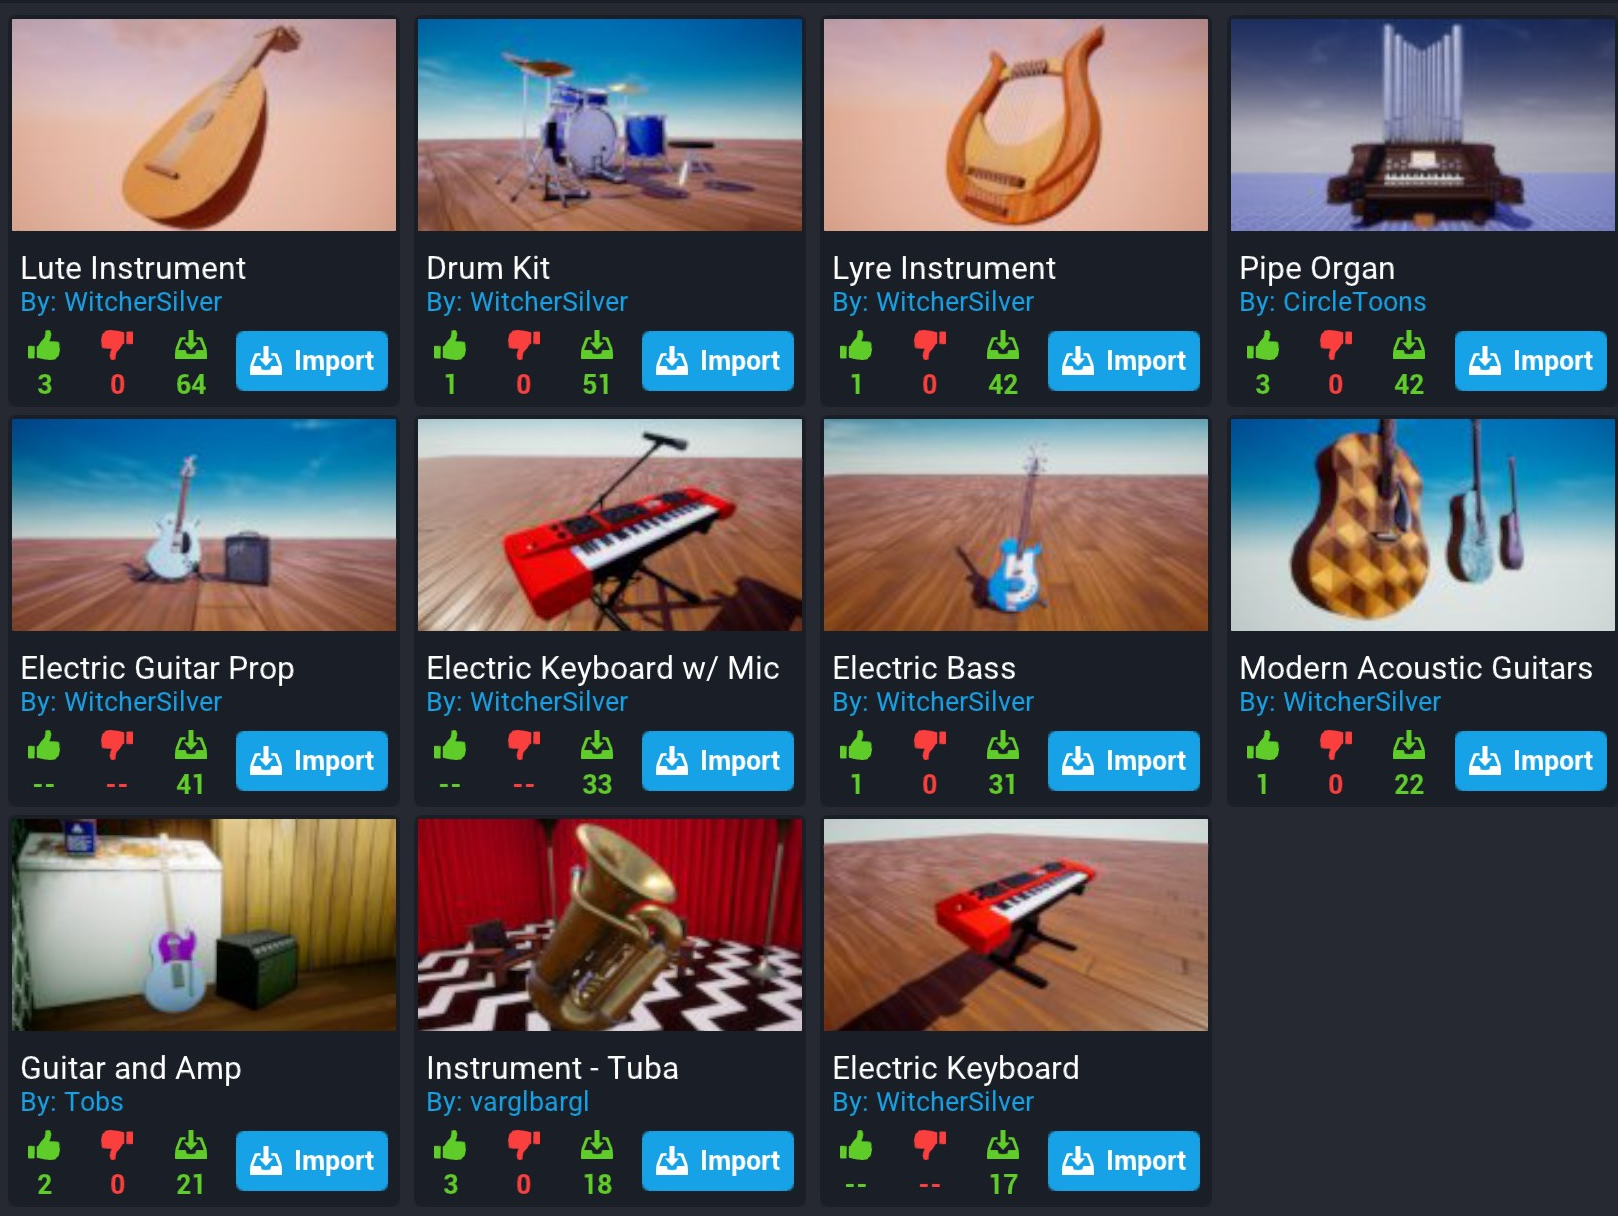 Lute Instrument
By: WitcherSilver
3 0 64 Import
Drum Kit
By: WitcherSilver
1 0 51 Import
Lyre Instrument
By: WitcherSilver
1 0 42 Import
Pipe Organ
By: CircleToons
3 0 42 Import
Electric Guitar Prop
By: WitcherSilver
-- -- 41 Import
Electric Keyboard w/ Mic
By: WitcherSilver
-- -- 33 Import
Electric Bass
By: WitcherSilver
1 0 31 Import
Modern Acoustic Guitars
By: WitcherSilver
1 0 22 Import
Guitar and Amp
By: Tobs
2 0 21 Import
Instrument - Tuba
By: varglbargl
3 0 18 Import
Electric Keyboard
By: WitcherSilver
-- -- 17 Import